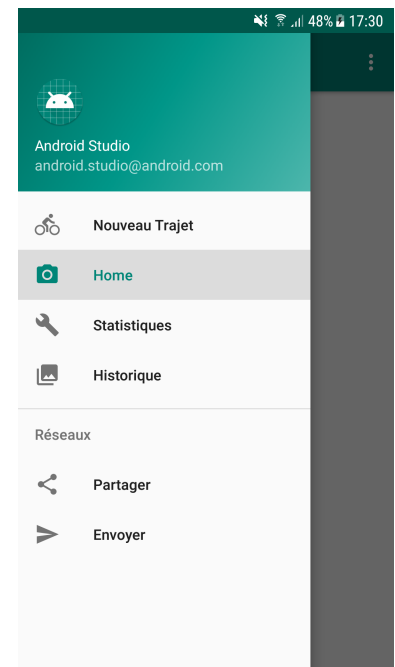 48% 17:30
Android Studio
android.studio@android.com
Nouveau Trajet
Home
Statistiques
Historique
Réseaux
Partager
Envoyer